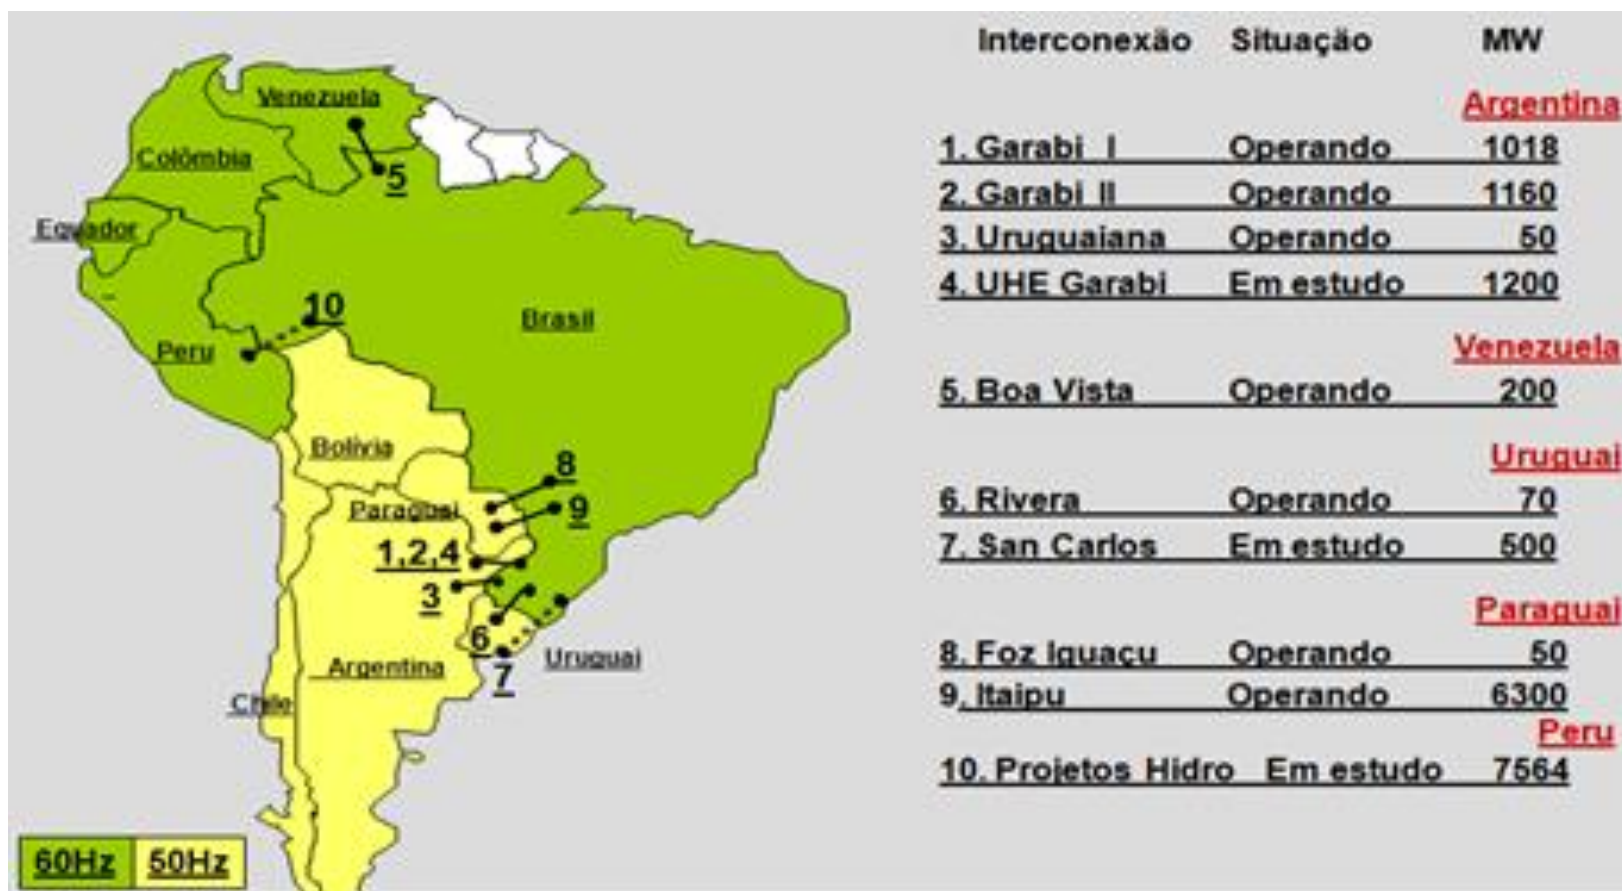 Interconexão Situação MW
Argentina
1. Garabi I Operando 1018
2. Garabi II Operando 1160
3. Uruguaiana Operando 50
4. UHE Garabi Em estudo 1200
Venezuela
5. Boa Vista Operando 200
Uruguai
6. Rivera Operando 70
7. San Carlos Em estudo 500
Paraguai
8. Foz Iguaçu Operando 50
9. Itaipu Operando 6300
Peru
10. Projetos Hidro Em estudo 7564
Venezuela
Colômbia
5
Equador
10
Brasil
Peru
Bolívia
8
Paraguai
9
1,2,4
3
6
Uruguai
Argentina
7
Chile
60Hz 50Hz